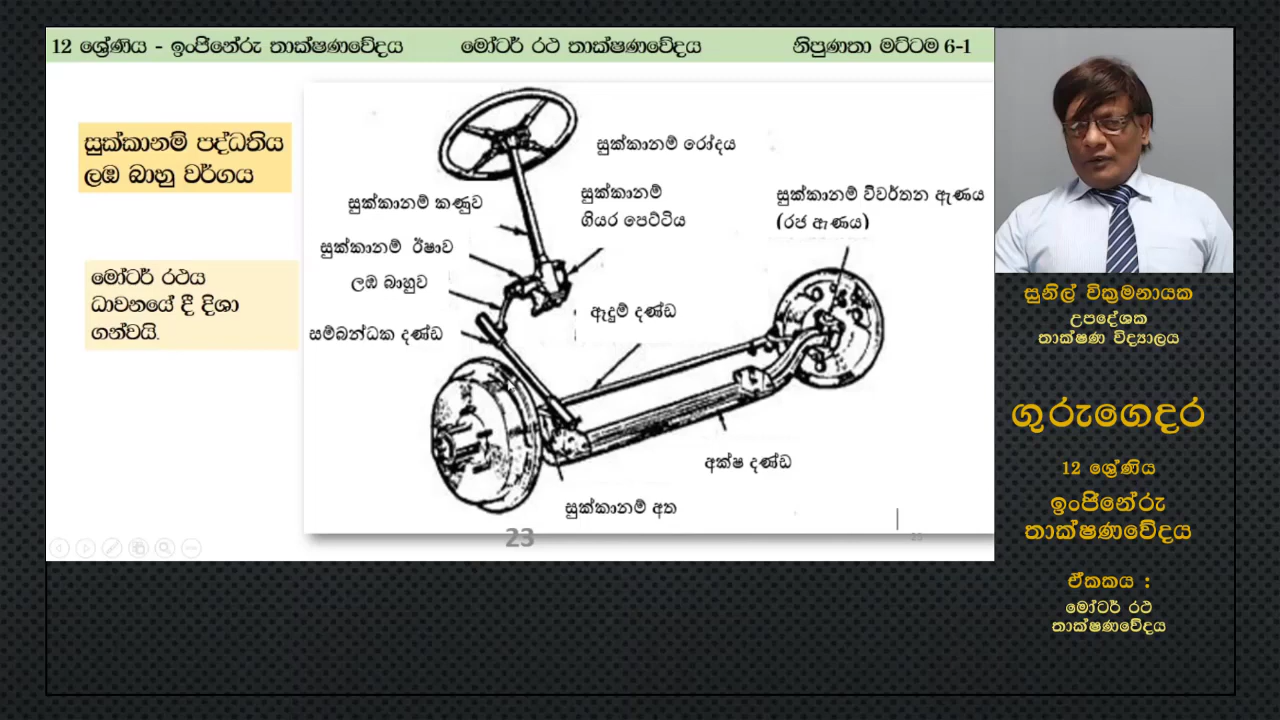 12 ශ්‍රේණිය - ඉංජිනේරු තාක්ෂණවේදය මෝටර් රථ තාක්ෂණවේදය නිපුණතා මට්ටම 6-1
සුක්කානම් පද්ධතිය
ලඹ බාහු වර්ගය
මෝටර් රථය
ධාවනයේ දී දිශා
ගන්වයි.
සුක්කානම් රෝදය
සුක්කානම් කණුව
සුක්කානම්
ගියර පෙට්ටිය
සුක්කානම් විවර්තන ඇණය
(රජ ඇණය)
සුක්කානම් ඊෂාව
ලඹ බාහුව
ඈඳුම් දණ්ඩ
සම්බන්ධක දණ්ඩ
අක්ෂ දණ්ඩ
සුක්කානම් අත
23
23
සුනිල් වික්‍රමනායක
උපදේශක
තාක්ෂණ විද්‍යාලය
ගුරුගෙදර
12 ශ්‍රේණිය
ඉංජිනේරු
තාක්ෂණවේදය
ඒකකය :
මෝටර් රථ
තාක්ෂණවේදය